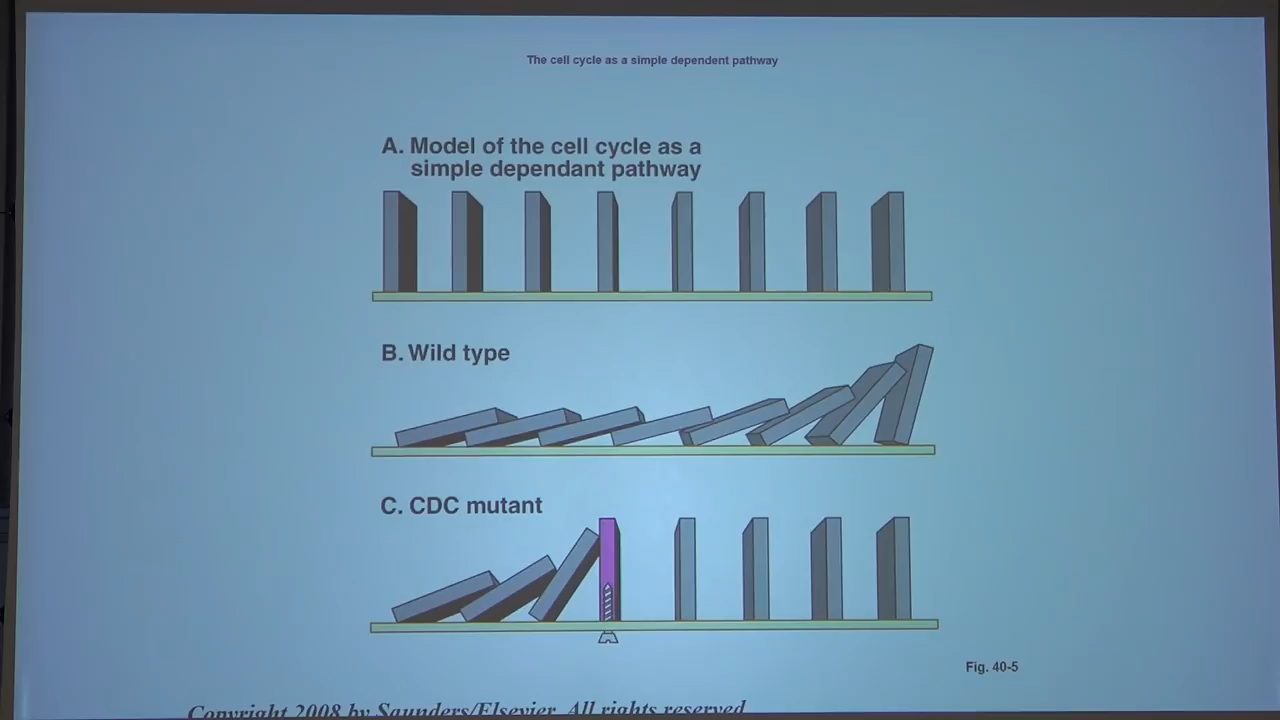 The cell cycle as a simple dependent pathway
A. Model of the cell cycle as a
simple dependant pathway
B. Wild type
C. CDC mutant
Fig. 40-5
Copyright 2008 by Saunders/Elsevier. All rights reserved